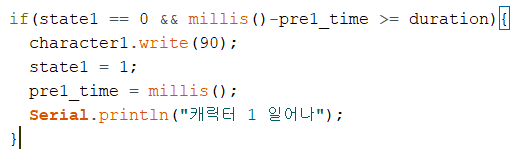 if(state1 == 0 && millis()-pre1_time >= duration){
character1.write(90);
state1 = 1;
pre1_time = millis();
Serial.println("캐릭터 1 일어나");
}